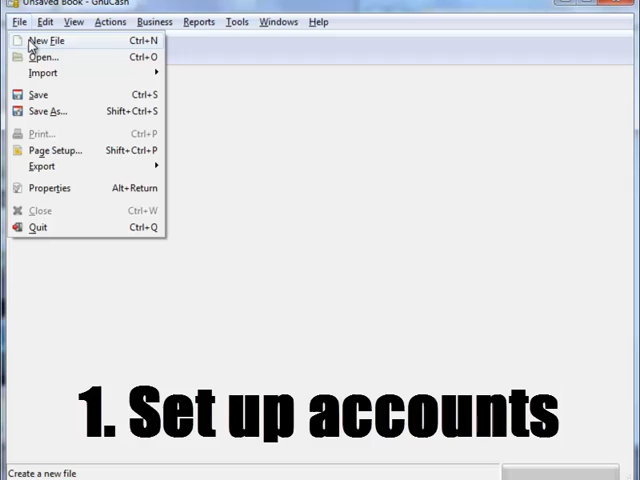 Unsaved Book - GnuCash
File Edit View Actions Business Reports Tools Windows Help
New File Ctrl+N
Open... Ctrl+O
Import
Save Ctrl+S
Save As... Shift+Ctrl+S
Print... Ctrl+P
Page Setup... Shift+Ctrl+P
Export
Properties Alt+Return
Close Ctrl+W
Quit Ctrl+Q
1. Set up accounts
Create a new file